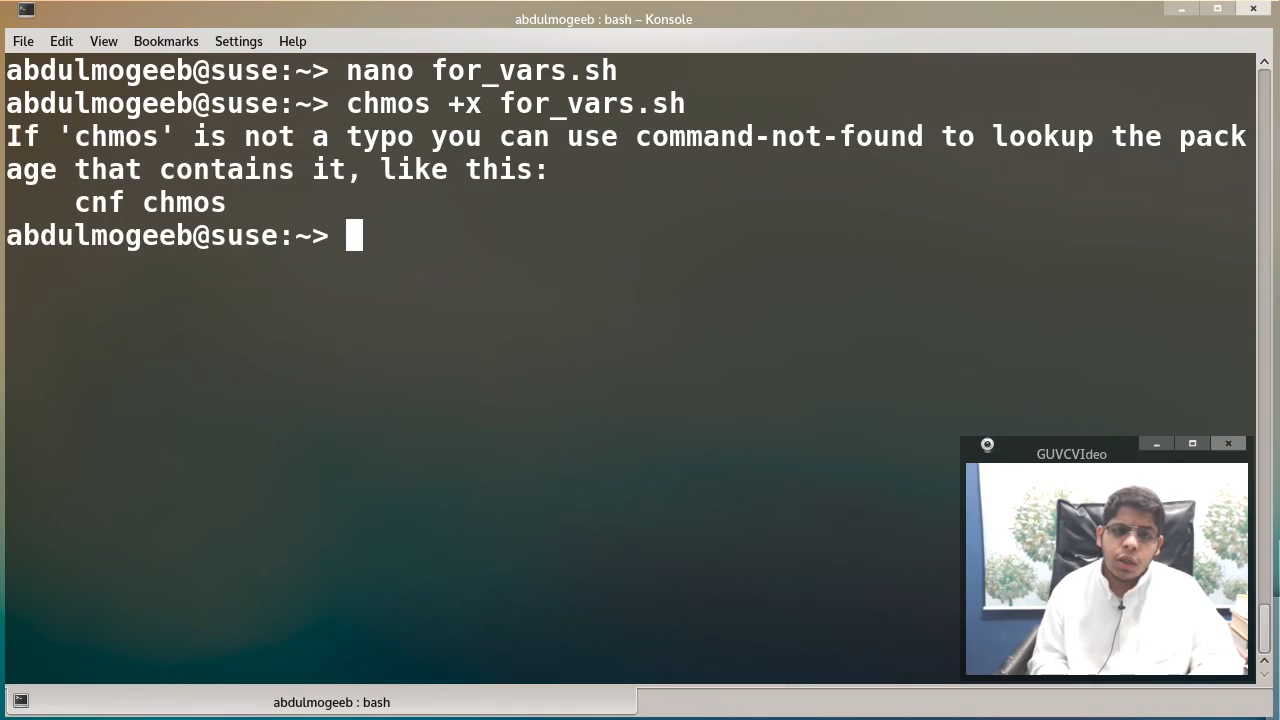 abdulmogeeb : bash – Konsole
File Edit View Bookmarks Settings Help
abdulmogeeb@suse:~> nano for_vars.sh
abdulmogeeb@suse:~> chmos +x for_vars.sh
If 'chmos' is not a typo you can use command-not-found to lookup the pack
age that contains it, like this:
    cnf chmos
abdulmogeeb@suse:~>
GUVCVIdeo
abdulmogeeb : bash